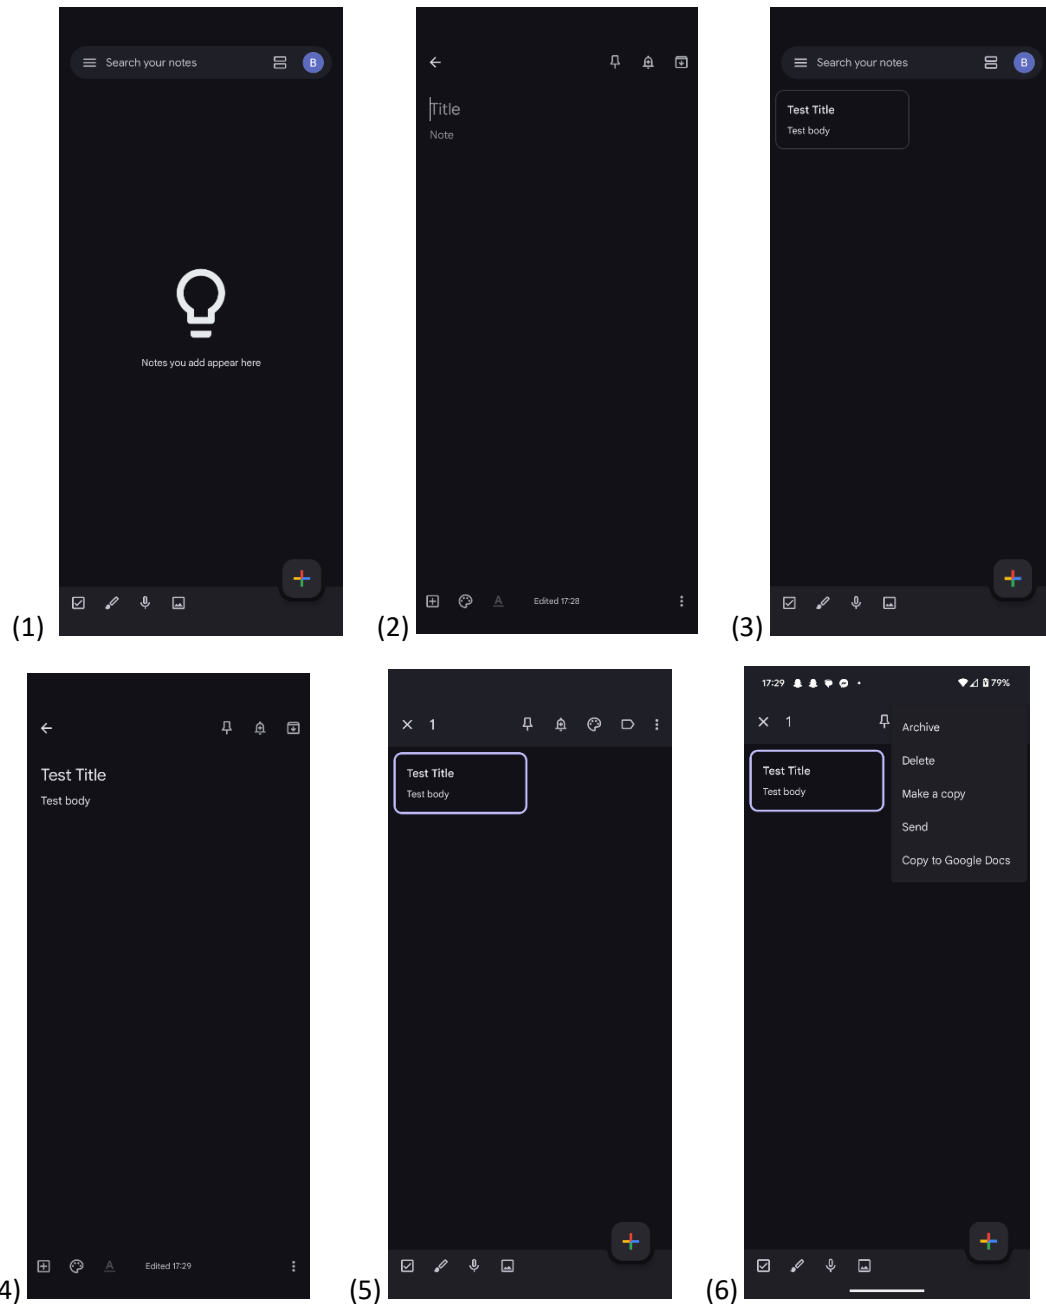 Search your notes
B
Notes you add appear here
(1)
Title
Note
A Edited 17:28
(2)
Search your notes
B
Test Title
Test body
(3)
Test Title
Test body
A Edited 17:29
4)
1
Test Title
Test body
(5)
17:29 79%
1
Archive
Delete
Make a copy
Send
Copy to Google Docs
Test Title
Test body
(6)